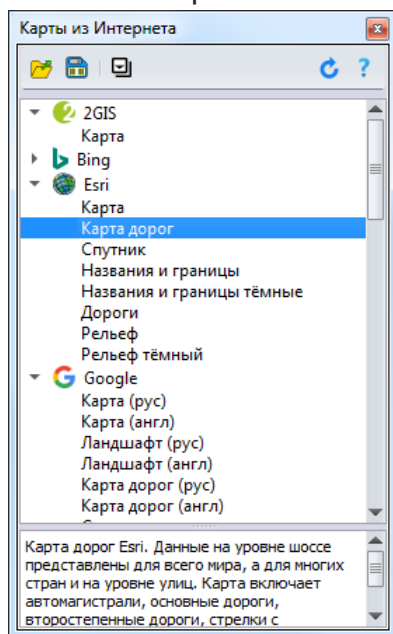 Карты из Интернета
?
2GIS
Карта
Bing
Esri
Карта
Карта дорог
Спутник
Названия и границы
Названия и границы тёмные
Дороги
Рельеф
Рельеф тёмный
Google
Карта (рус)
Карта (англ)
Ландшафт (рус)
Ландшафт (англ)
Карта дорог (рус)
Карта дорог (англ)
Карта дорог Esri. Данные на уровне шоссе
представлены для всего мира, а для многих
стран и на уровне улиц. Карта включает
автомагистрали, основные дороги,
второстепенные дороги, стрелки с